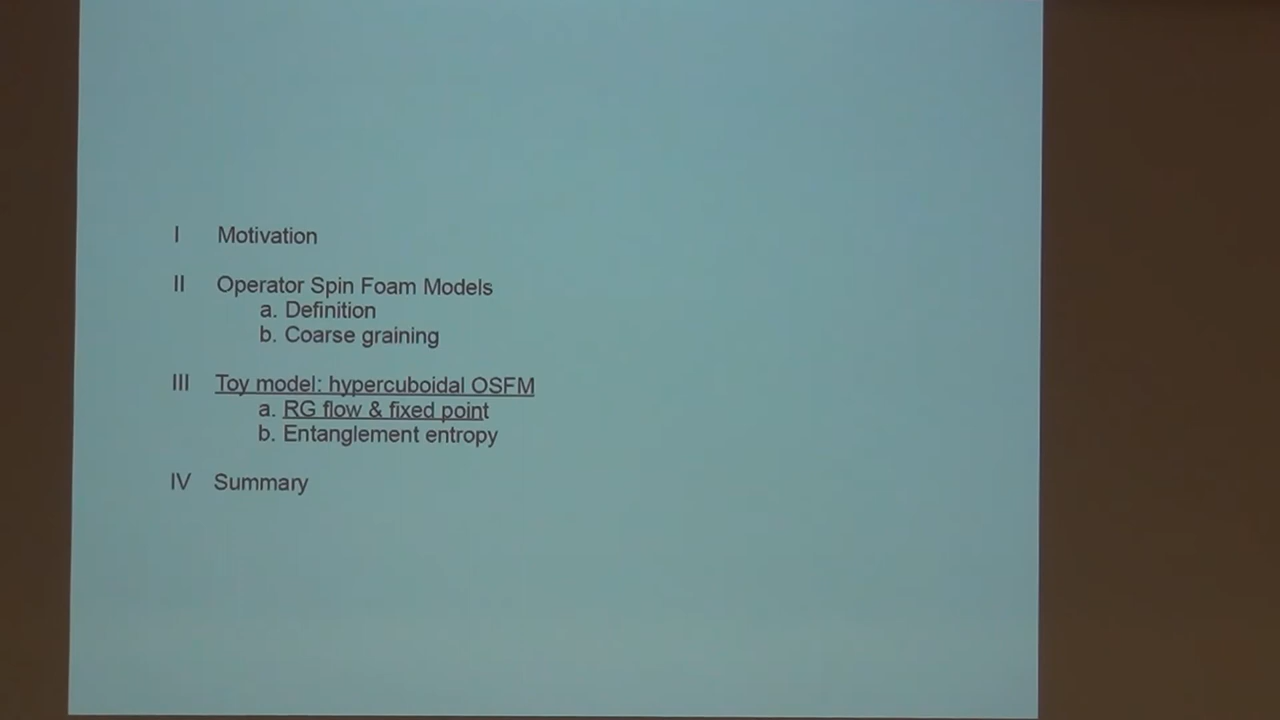 I Motivation
II Operator Spin Foam Models
a. Definition
b. Coarse graining
III Toy model: hypercuboidal OSFM
a. RG flow & fixed point
b. Entanglement entropy
IV Summary